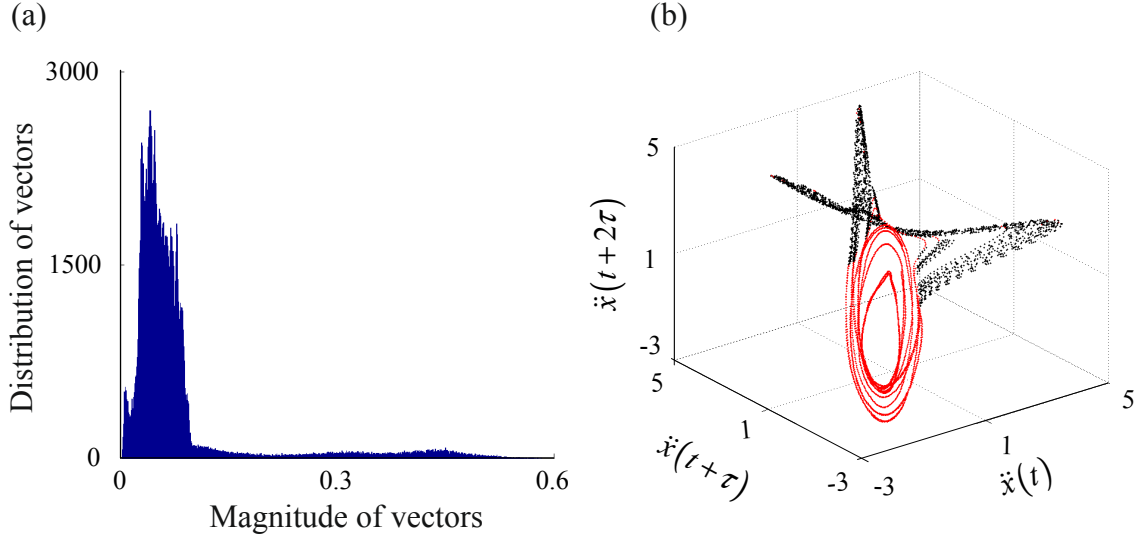 (a)
3000
1500
0
0
0.3
0.6
Distribution of vectors
Magnitude of vectors
(b)
5
1
-3
ẍ(t+2τ)
5
1
-3
ẍ(t+τ)
-3
1
5
ẍ(t)